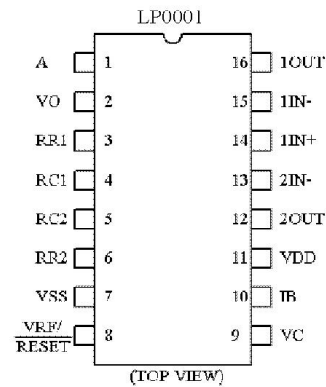 LP0001
A 1 16 1OUT
VO 2 15 1IN-
RR1 3 14 1IN+
RC1 4 13 2IN-
RC2 5 12 2OUT
RR2 6 11 VDD
VSS 7 10 IB
VRF/
RESET 8 9 VC
(TOP VIEW)